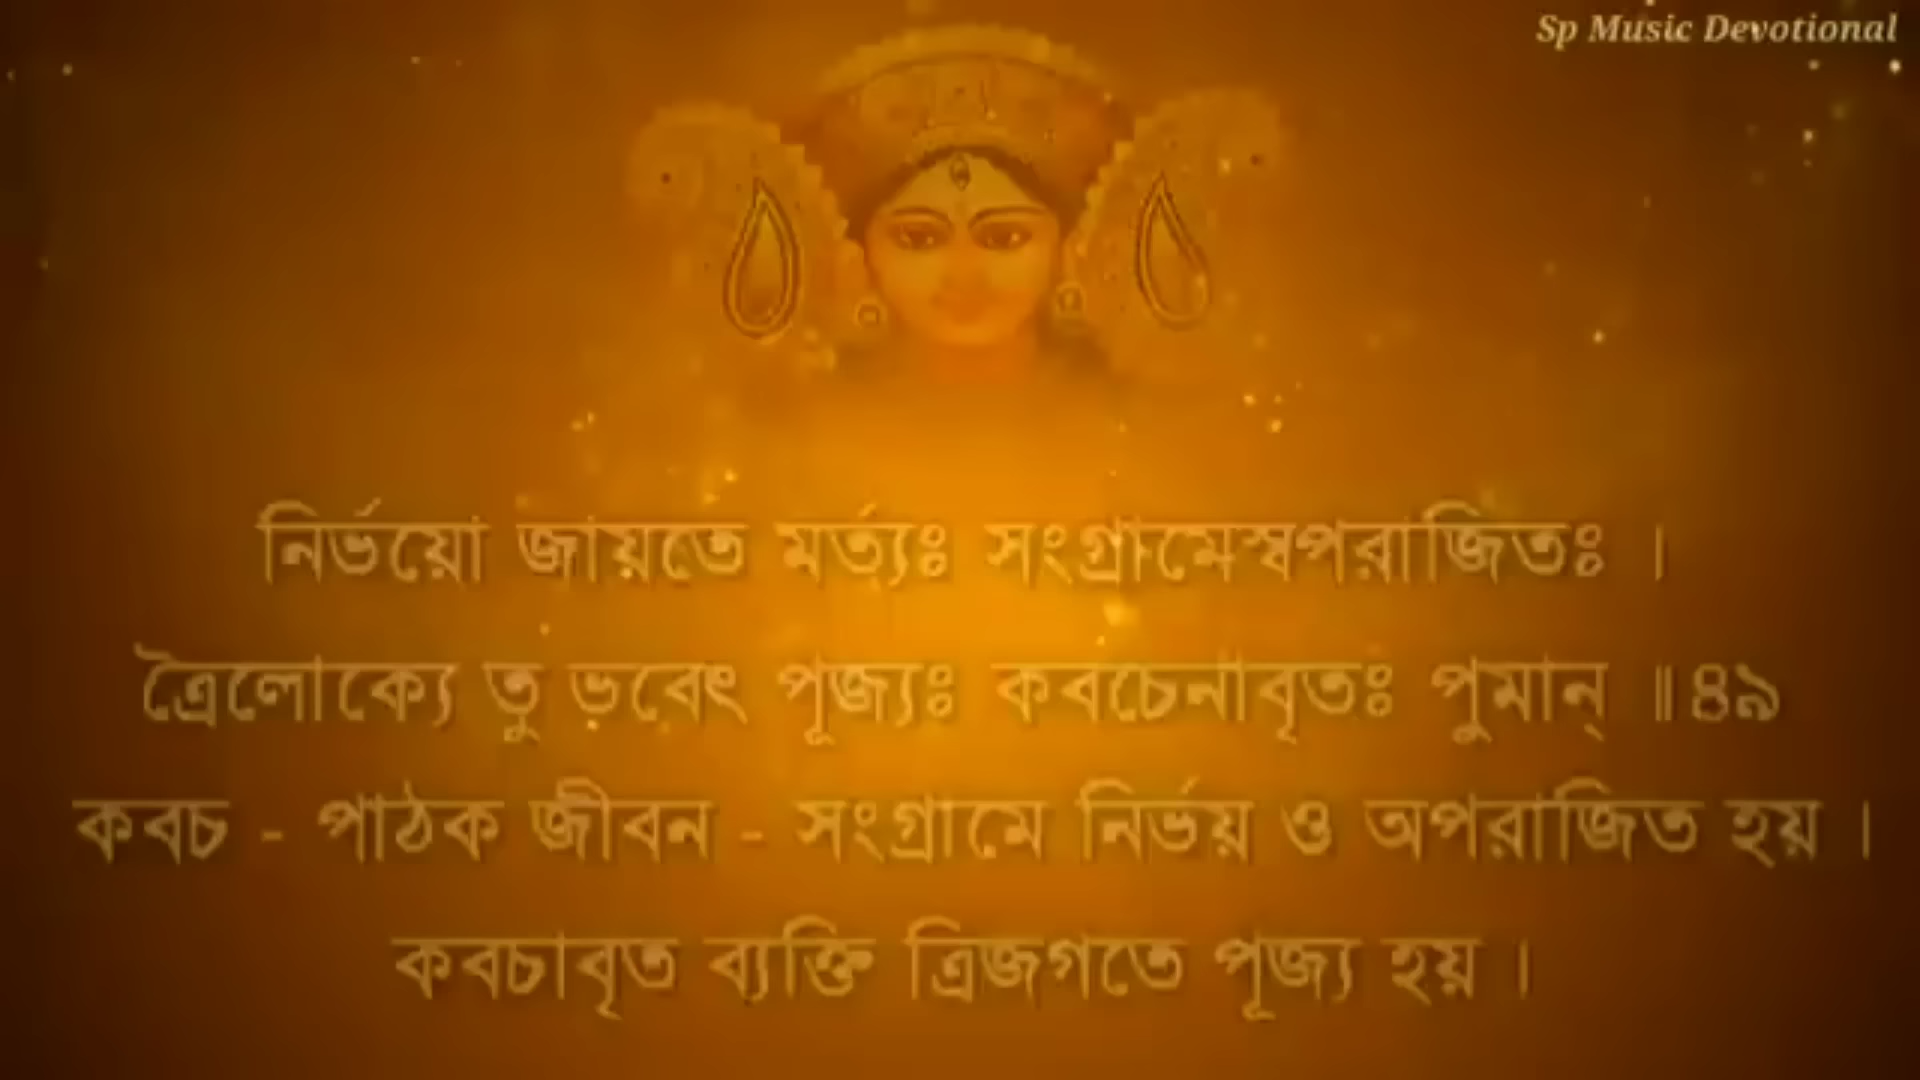 Sp Music Devotional
নির্ভয়ো জায়তে মর্ত্যঃ সংগ্রামেস্বপরাজিতঃ ।
ত্রৈলোক্যে তু ভবেৎ পূজ্যঃ কবচেনাবৃতঃ পুমান্ ॥৪৯
কবচ - পাঠক জীবন - সংগ্রামে নির্ভয় ও অপরাজিত হয় ।
কবচাবৃত ব্যক্তি ত্রিজগতে পূজ্য হয় ।